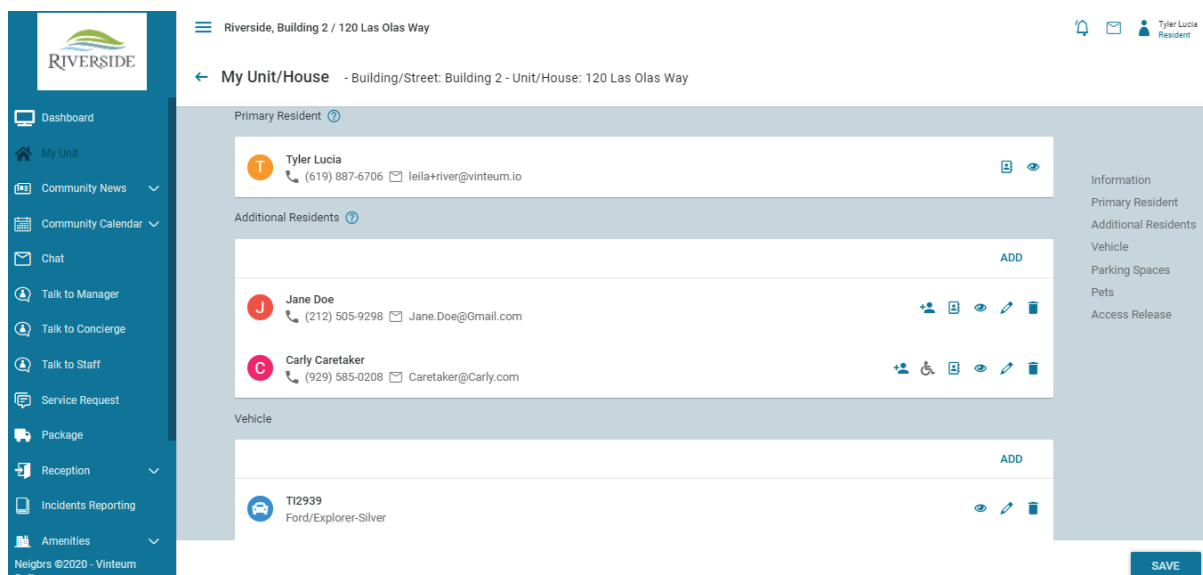 RIVERSIDE
Riverside, Building 2 / 120 Las Olas Way
Tyler Lucia
Resident
My Unit/House - Building/Street: Building 2 - Unit/House: 120 Las Olas Way
Dashboard
My Unit
Community News
Community Calendar
Chat
Talk to Manager
Talk to Concierge
Talk to Staff
Service Request
Package
Reception
Incidents Reporting
Amenities
Neigbrs ©2020 - Vinteum
Primary Resident ?
T
Tyler Lucia
(619) 887-6706 leila+river@vinteum.io
Additional Residents ?
ADD
J
Jane Doe
(212) 505-9298 Jane.Doe@Gmail.com
C
Carly Caretaker
(929) 585-0208 Caretaker@Carly.com
Vehicle
ADD
TI2939
Ford/Explorer-Silver
Information
Primary Resident
Additional Residents
Vehicle
Parking Spaces
Pets
Access Release
SAVE